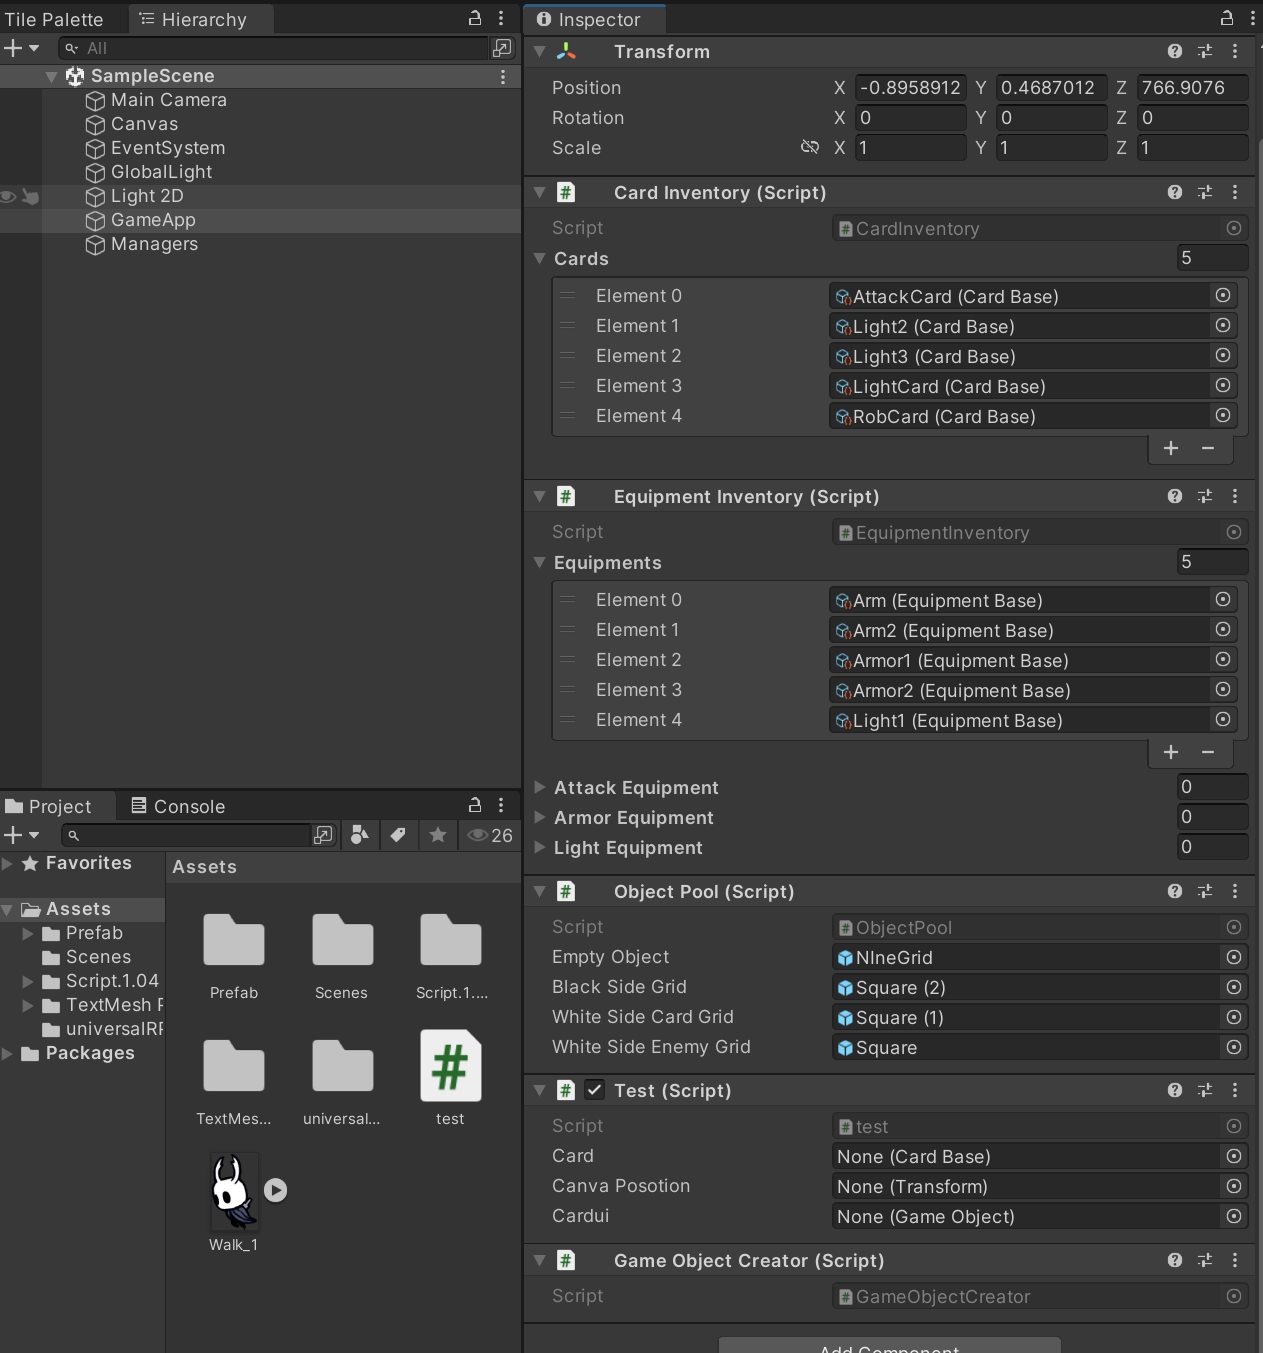 Tile Palette
Hierarchy
All
SampleScene
Main Camera
Canvas
EventSystem
GlobalLight
Light 2D
GameApp
Managers
Project
Console
26
Favorites
Assets
Prefab
Scenes
Script.1.04
TextMesh P
universalRP
Packages
Assets
Prefab
Scenes
Script.1....
TextMes...
universal...
test
Walk_1
Inspector
Transform
Position X -0.8958912 Y 0.4687012 Z 766.9076
Rotation X 0 Y 0 Z 0
Scale X 1 Y 1 Z 1
Card Inventory (Script)
Script CardInventory
Cards 5
Element 0 AttackCard (Card Base)
Element 1 Light2 (Card Base)
Element 2 Light3 (Card Base)
Element 3 LightCard (Card Base)
Element 4 RobCard (Card Base)
+ −
Equipment Inventory (Script)
Script EquipmentInventory
Equipments 5
Element 0 Arm (Equipment Base)
Element 1 Arm2 (Equipment Base)
Element 2 Armor1 (Equipment Base)
Element 3 Armor2 (Equipment Base)
Element 4 Light1 (Equipment Base)
+ −
Attack Equipment 0
Armor Equipment 0
Light Equipment 0
Object Pool (Script)
Script ObjectPool
Empty Object NIneGrid
Black Side Grid Square (2)
White Side Card Grid Square (1)
White Side Enemy Grid Square
Test (Script)
Script test
Card None (Card Base)
Canva Posotion None (Transform)
Cardui None (Game Object)
Game Object Creator (Script)
Script GameObjectCreator
Add Component